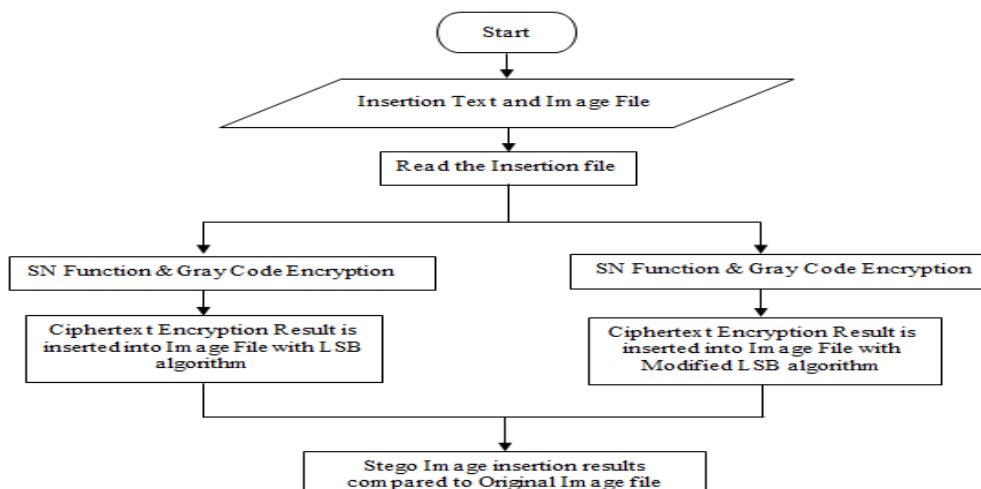 Start
Insertion Text and Image File
Read the Insertion file
SN Function & Gray Code Encryption
SN Function & Gray Code Encryption
Ciphertext Encryption Result is
inserted into Image File with LSB
algorithm
Ciphertext Encryption Result is
inserted into Image File with
Modified LSB algorithm
Stego Image insertion results
compared to Original Image file